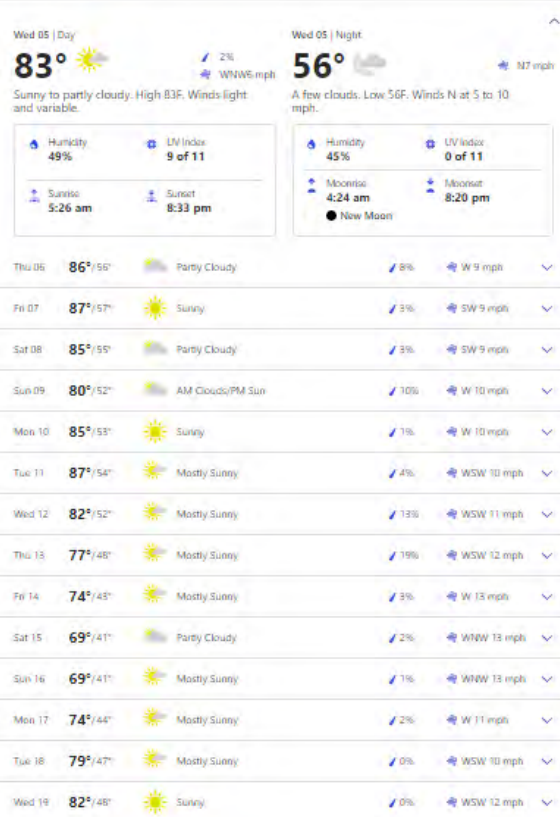 Wed 05 | Day
83°
2%
WNW6 mph
Sunny to partly cloudy. High 83F. Winds light
and variable.
Humidity
49%
UV Index
9 of 11
Sunrise
5:26 am
Sunset
8:33 pm
Wed 05 | Night
56°
N7 mph
A few clouds. Low 56F. Winds N at 5 to 10
mph.
Humidity
45%
UV Index
0 of 11
Moonrise
4:24 am
New Moon
Moonset
8:20 pm
Thu 06 86°/56° Partly Cloudy 8% W 9 mph
Fri 07 87°/57° Sunny 3% SW 9 mph
Sat 08 85°/55° Partly Cloudy 3% SW 9 mph
Sun 09 80°/52° AM Clouds/PM Sun 10% W 10 mph
Mon 10 85°/53° Sunny 1% W 10 mph
Tue 11 87°/54° Mostly Sunny 4% WSW 10 mph
Wed 12 82°/52° Mostly Sunny 13% WSW 11 mph
Thu 13 77°/ Mostly Sunny 19% WSW 12 mph
Fri 14 74°/43° Mostly Sunny 3% W 13 mph
Sat 15 69°/41° Partly Cloudy 2% WNW 13 mph
Sun 16 69°/41° Mostly Sunny 1% WNW 13 mph
Mon 17 74°/44° Mostly Sunny 2% W 11 mph
Tue 18 79°/47° Mostly Sunny 0% WSW 10 mph
Wed 19 82°/ Sunny 0% WSW 12 mph